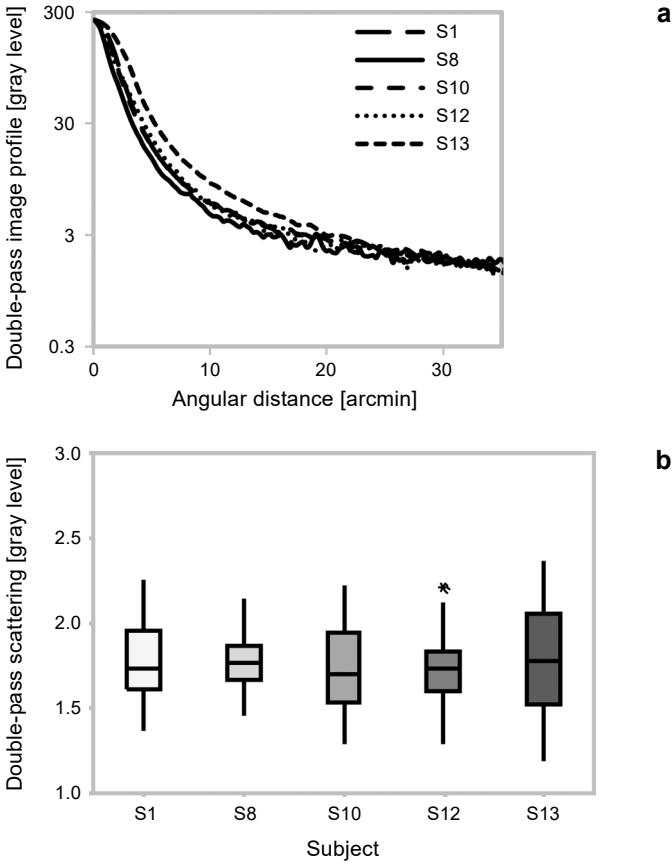 a
Double-pass image profile [gray level]
300
30
3
0.3
S1
S8
S10
S12
S13
0 10 20 30
Angular distance [arcmin]
b
Double-pass scattering [gray level]
3.0
2.5
2.0
1.5
1.0
*
S1 S8 S10 S12 S13
Subject